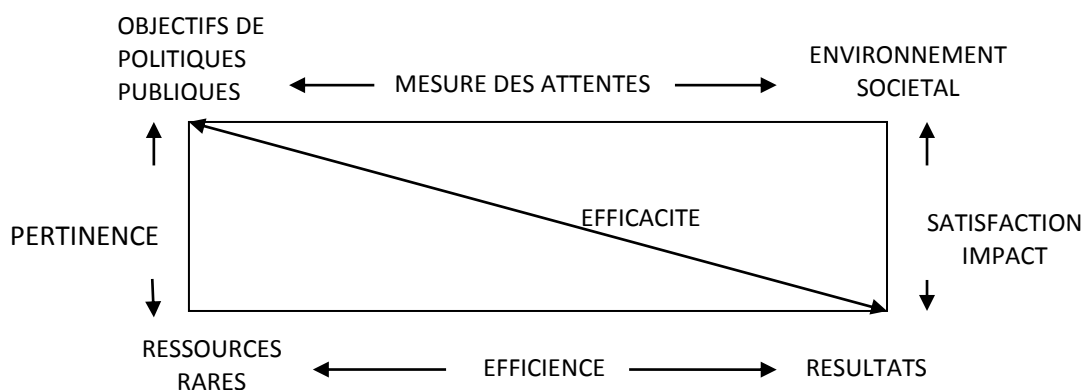 OBJECTIFS DE
POLITIQUES
PUBLIQUES
MESURE DES ATTENTES
ENVIRONNEMENT
SOCIETAL
PERTINENCE
EFFICACITE
SATISFACTION
IMPACT
RESSOURCES
RARES
EFFICIENCE
RESULTATS